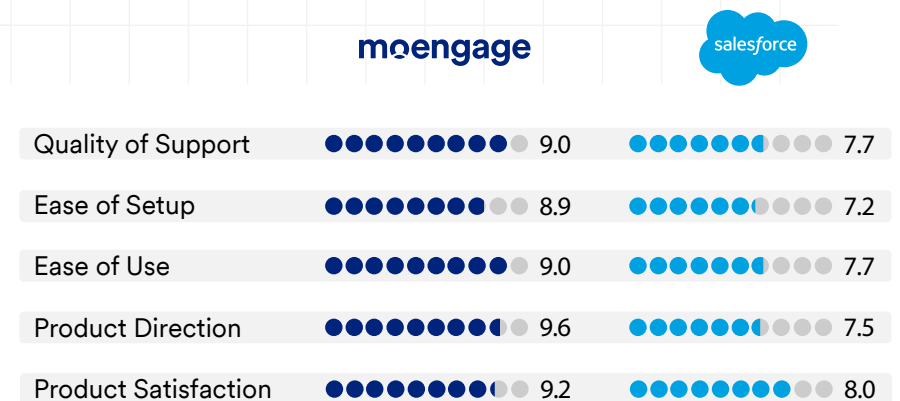 moengage salesforce
Quality of Support 9.0 7.7
Ease of Setup 8.9 7.2
Ease of Use 9.0 7.7
Product Direction 9.6 7.5
Product Satisfaction 9.2 8.0